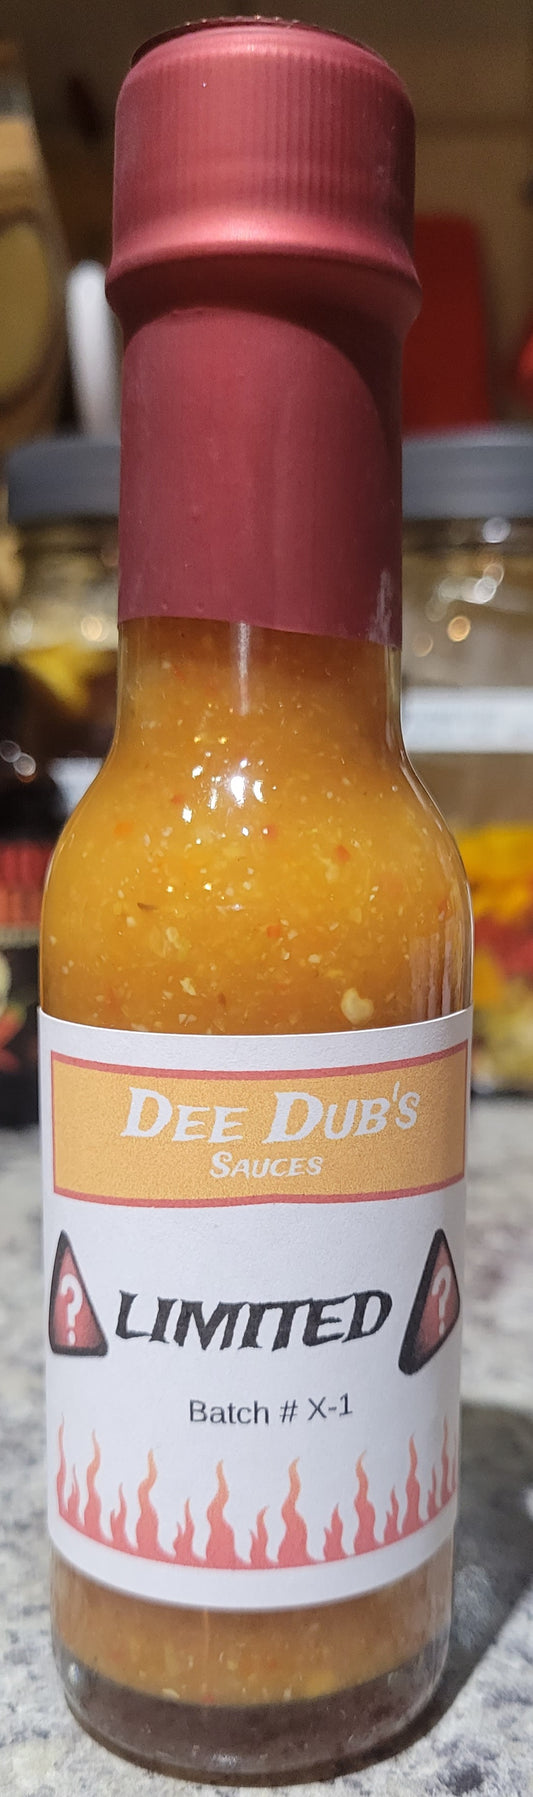 DEE DUB'S
SAUCES
? LIMITED ?
Batch # X-1